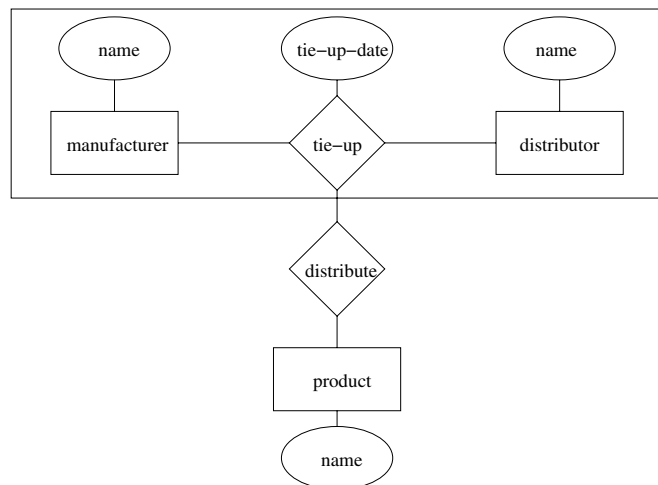 name
tie-up-date
name
manufacturer
tie-up
distributor
distribute
product
name